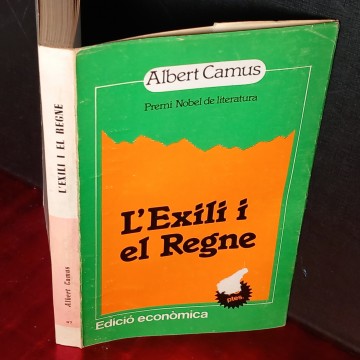 L'EXILI I EL REGNE
Albert Camus
Albert Camus
Premi Nobel de literatura
L'Exili i
el Regne
ptes.
Edició econòmica